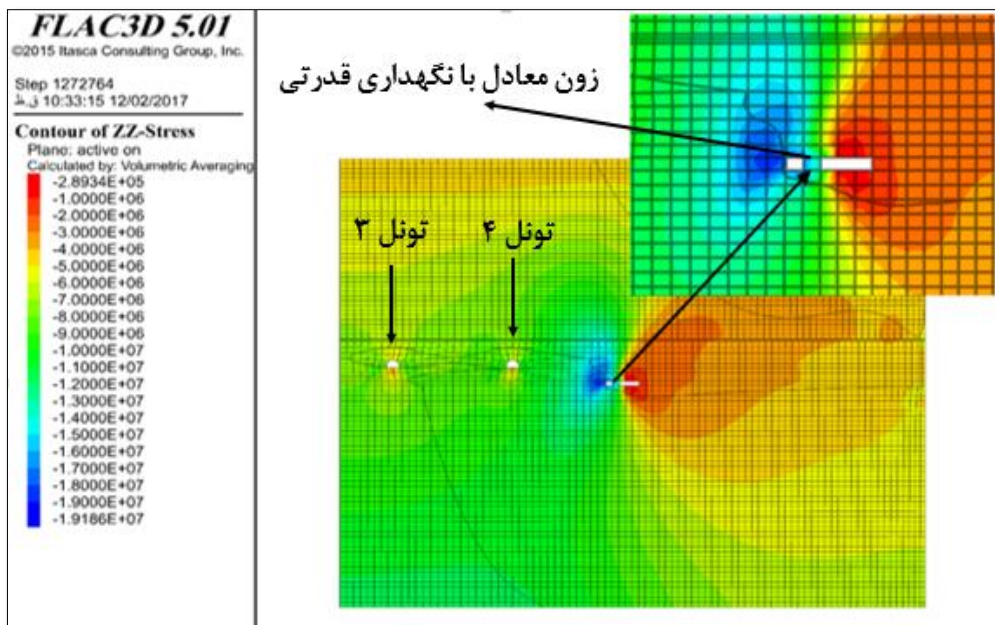 FLAC3D 5.01
©2015 Itasca Consulting Group, Inc.
Step 1272764
10:33:15 12/02/2017 ق.ظ
Contour of ZZ-Stress
Plane: active on
Calculated by: Volumetric Averaging
-2.8934E+05
-1.0000E+06
-2.0000E+06
-3.0000E+06
-4.0000E+06
-5.0000E+06
-6.0000E+06
-7.0000E+06
-8.0000E+06
-9.0000E+06
-1.0000E+07
-1.1000E+07
-1.2000E+07
-1.3000E+07
-1.4000E+07
-1.5000E+07
-1.6000E+07
-1.7000E+07
-1.8000E+07
-1.9000E+07
-1.9186E+07
زون معادل با نگهداری قدرتی
تونل ۳
تونل ۴